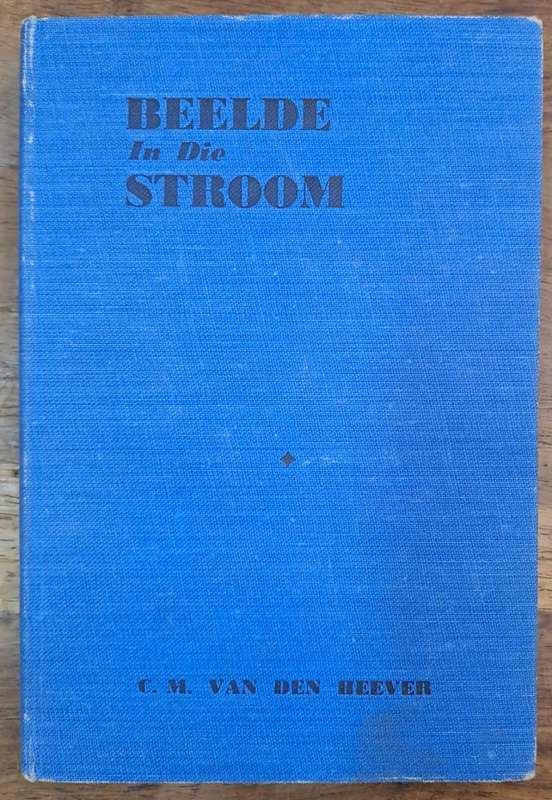 BEELDE
In Die
STROOM
C. M. VAN DEN HEEVER